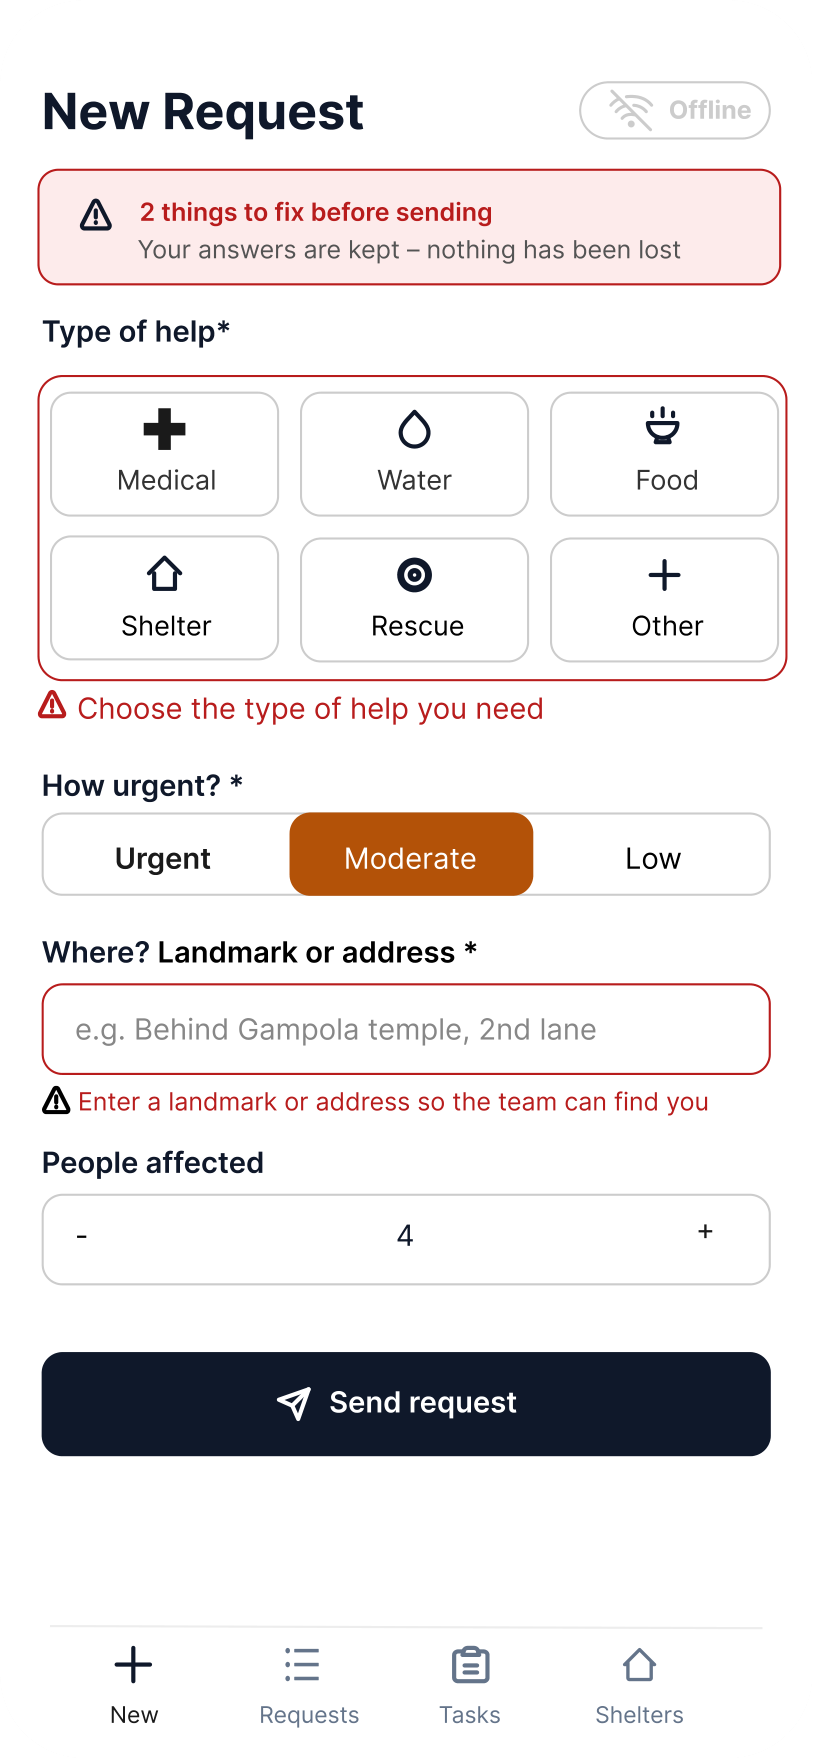 New Request
Offline
2 things to fix before sending
Your answers are kept – nothing has been lost
Type of help*
Medical
Water
Food
Shelter
Rescue
Other
Choose the type of help you need
How urgent? *
Urgent
Moderate
Low
Where? Landmark or address *
e.g. Behind Gampola temple, 2nd lane
Enter a landmark or address so the team can find you
People affected
- 4 +
Send request
New
Requests
Tasks
Shelters